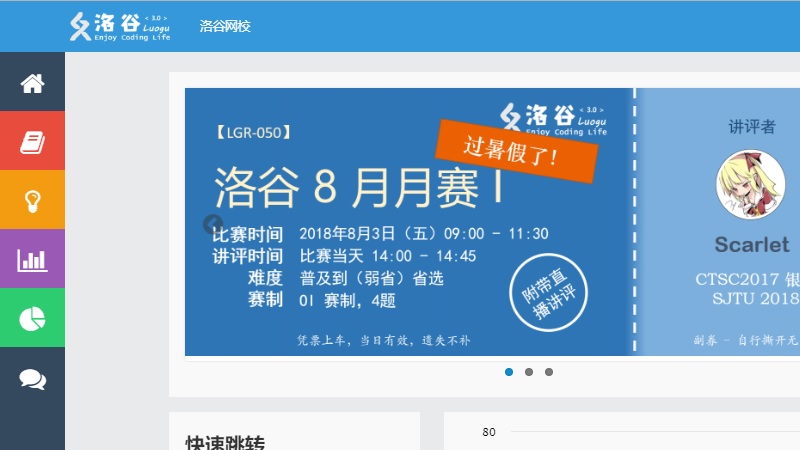 洛谷 < 3.0 > Luogu
Enjoy Coding Life
洛谷网校
洛谷 < 3.0 > Luogu
Enjoy Coding Life
【LGR-050】
过暑假了！
洛谷 8 月月赛 I
比赛时间 2018年8月3日（五）09:00 - 11:30
讲评时间 比赛当天 14:00 - 14:45
难度 普及到（弱省）省选
赛制 OI 赛制，4题
附带直
播讲评
凭票上车，当日有效，遗失不补
讲评者
Scarlet
CTSC2017 银
SJTU 2018
副券 - 自行撕开无
快速跳转
80